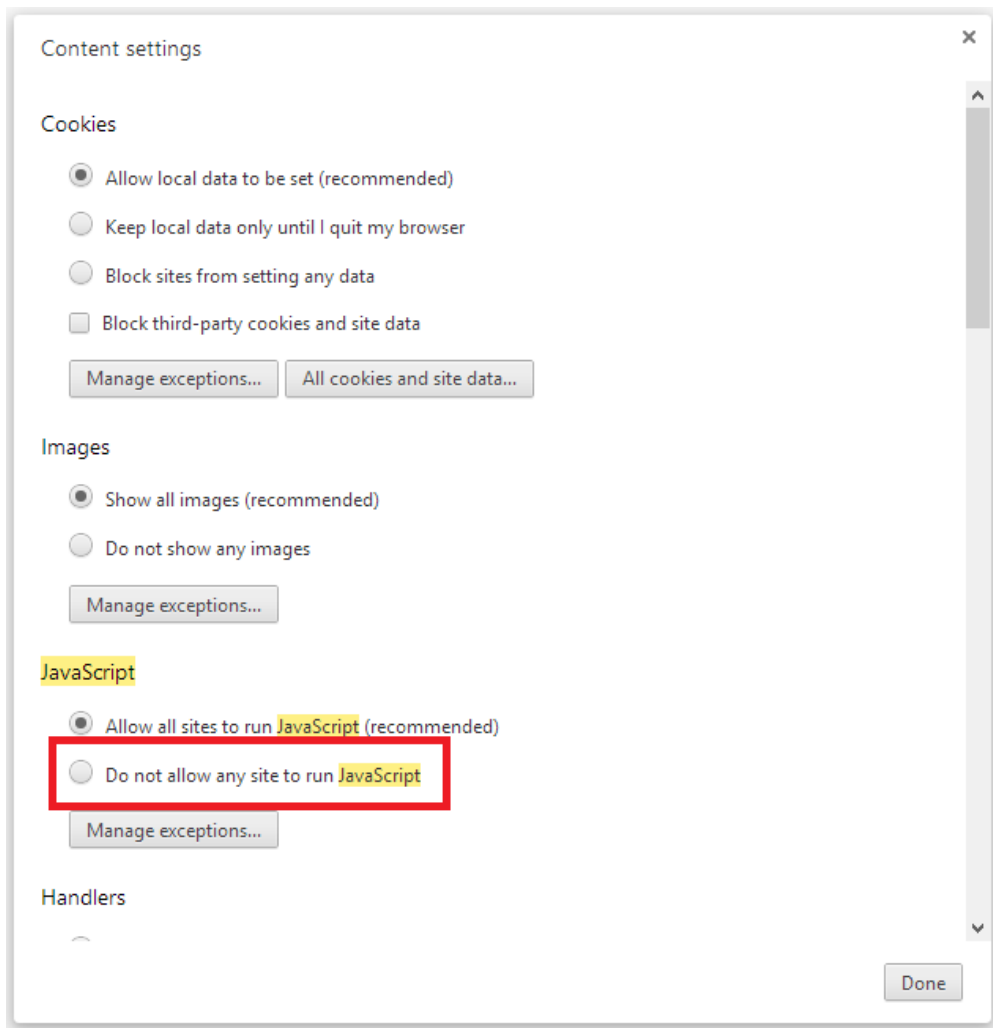 Content settings
Cookies
Allow local data to be set (recommended)
Keep local data only until I quit my browser
Block sites from setting any data
Block third-party cookies and site data
Manage exceptions... All cookies and site data...
Images
Show all images (recommended)
Do not show any images
Manage exceptions...
JavaScript
Allow all sites to run JavaScript (recommended)
Do not allow any site to run JavaScript
Manage exceptions...
Handlers
Done